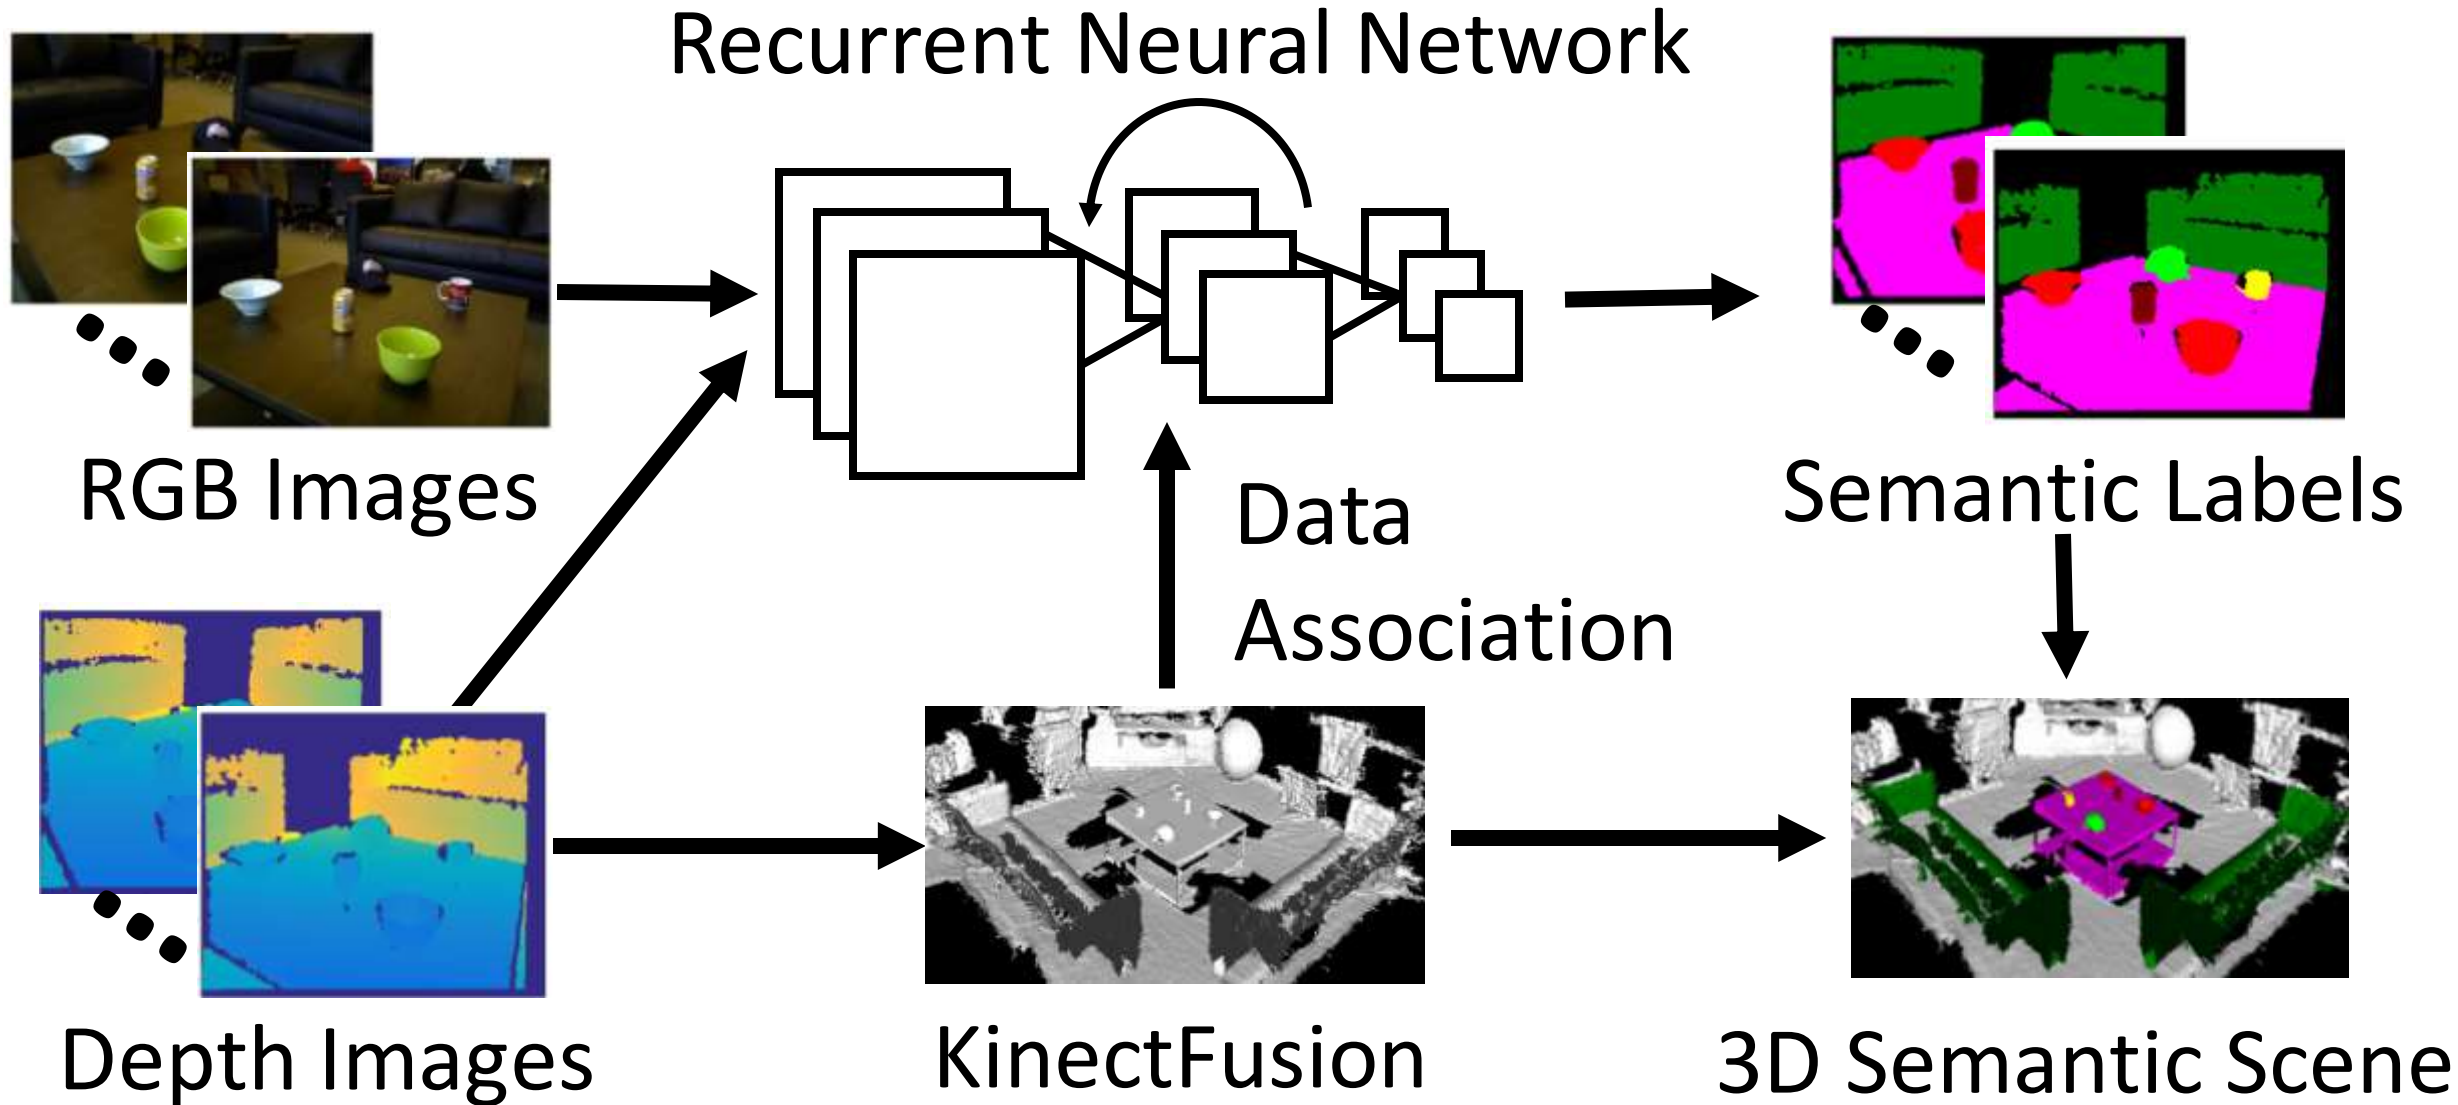 Recurrent Neural Network
RGB Images
Data
Association
Semantic Labels
Depth Images
KinectFusion
3D Semantic Scene